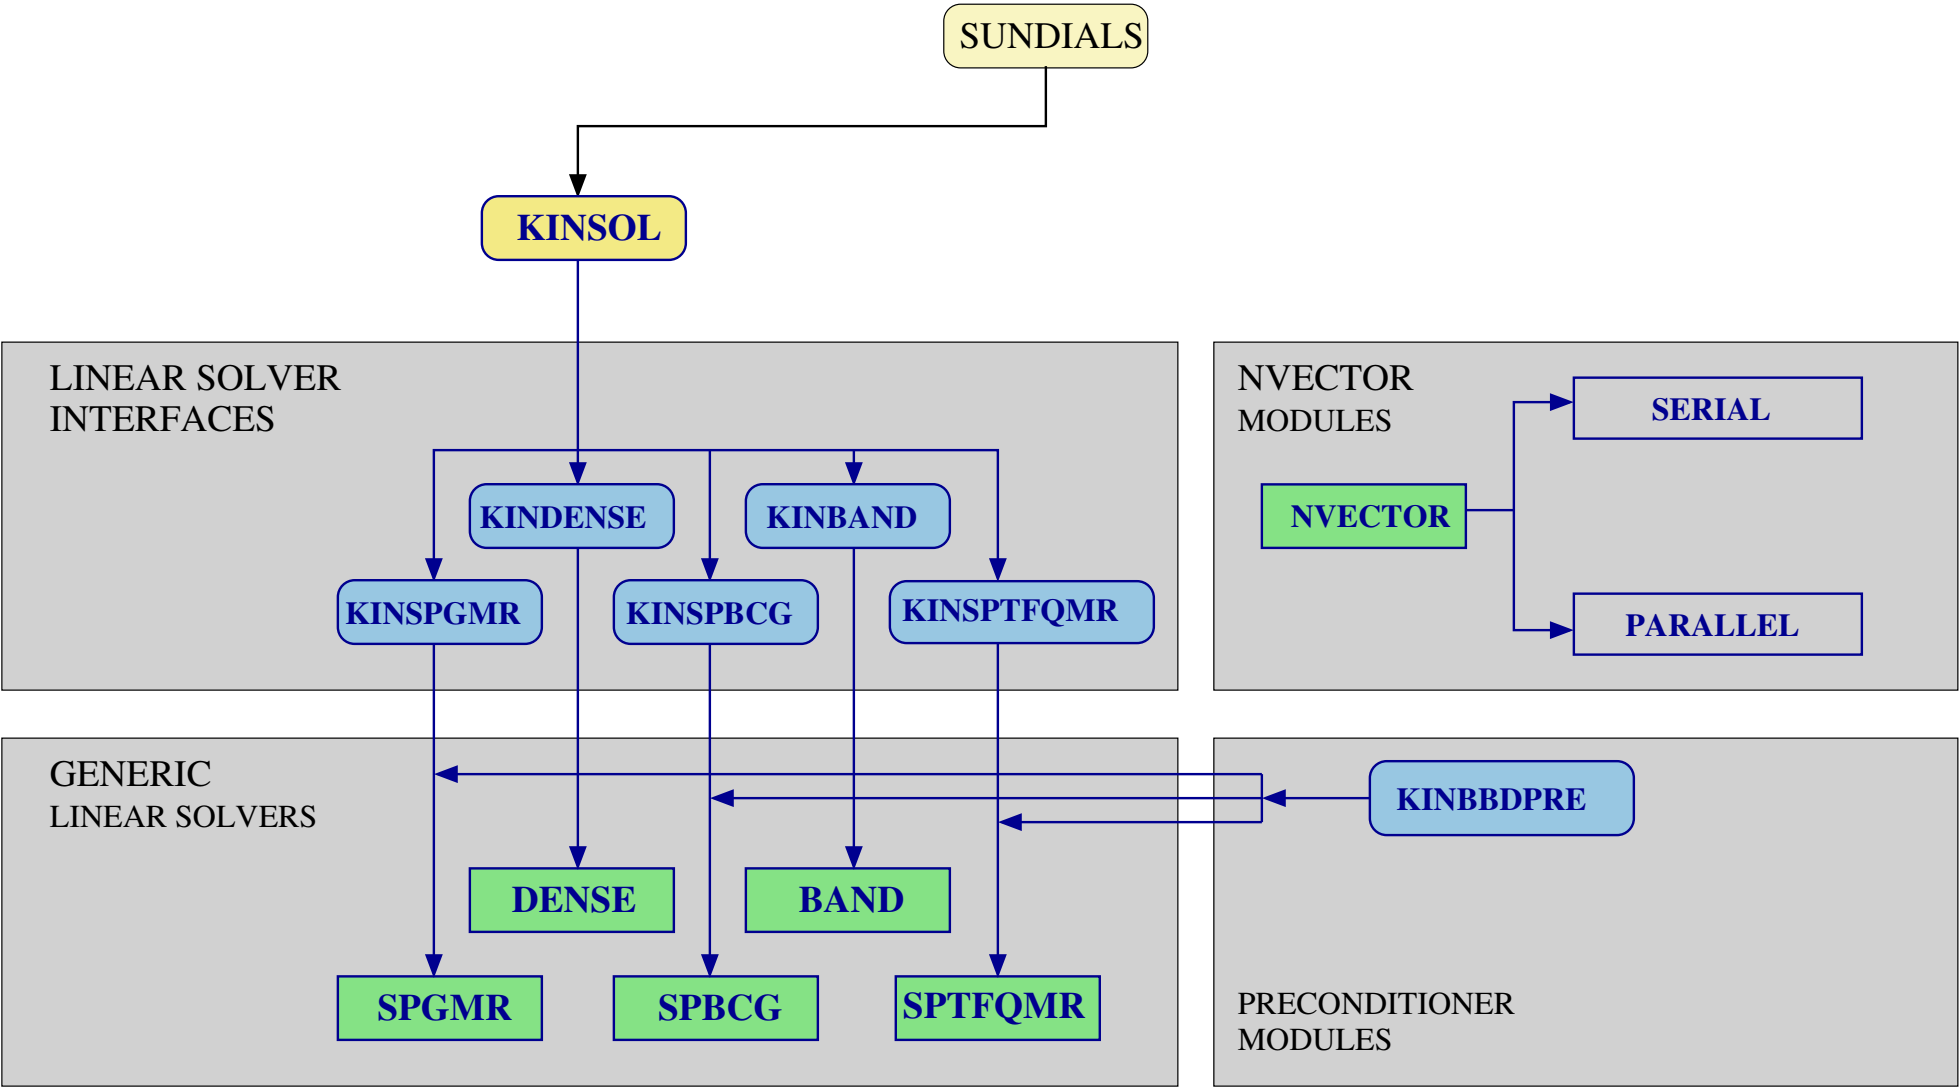 SUNDIALS
KINSOL
LINEAR SOLVER
INTERFACES
KINDENSE
KINBAND
KINSPGMR
KINSPBCG
KINSPTFQMR
NVECTOR
MODULES
SERIAL
NVECTOR
PARALLEL
GENERIC
LINEAR SOLVERS
DENSE
BAND
SPGMR
SPBCG
SPTFQMR
KINBBDPRE
PRECONDITIONER
MODULES